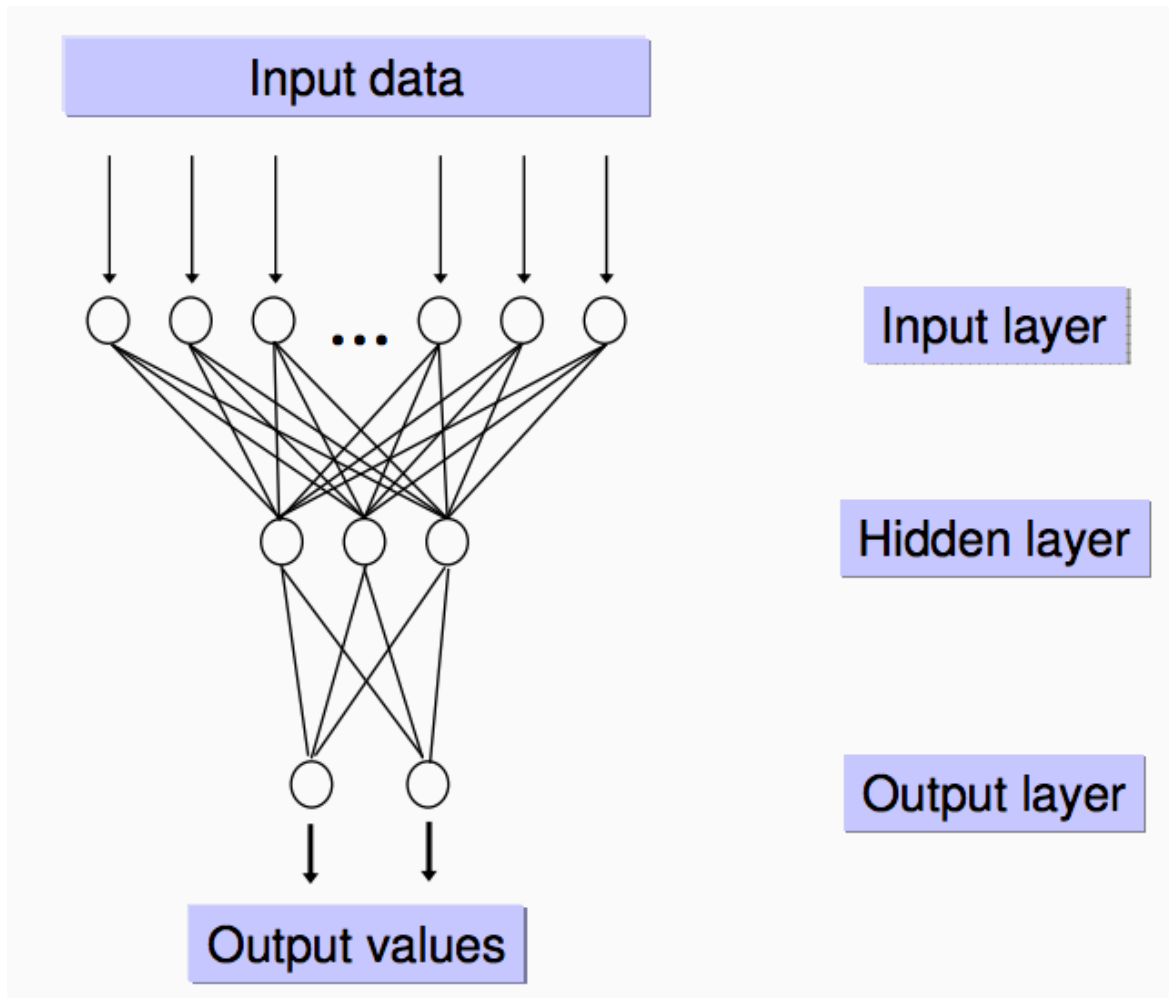 Input data
...
Input layer
Hidden layer
Output layer
Output values